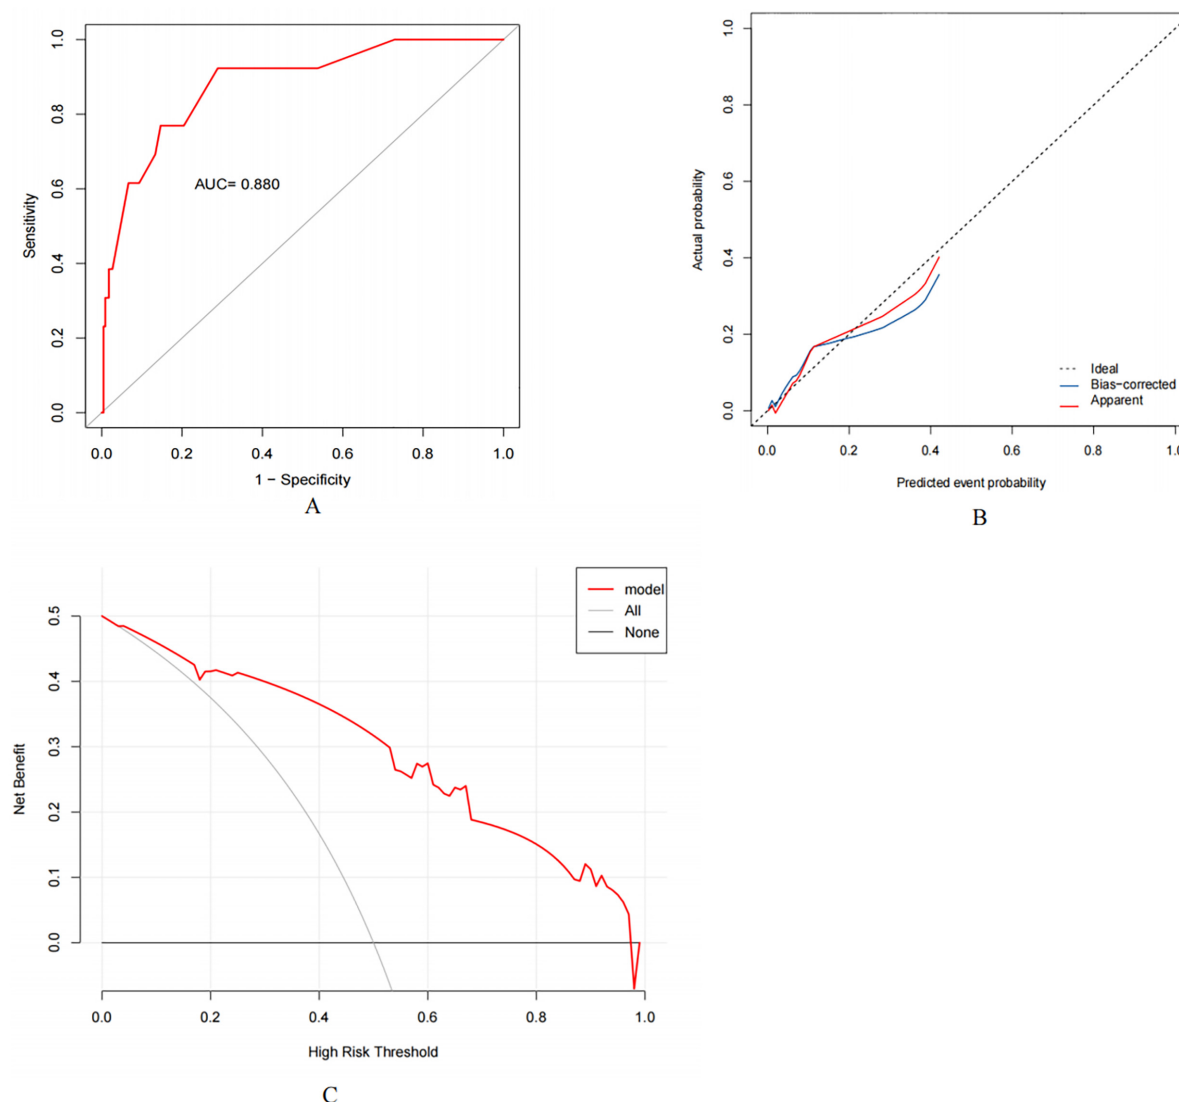 1.0
0.8
0.6
0.4
0.2
0.0
Sensitivity
AUC= 0.880
0.0 0.2 0.4 0.6 0.8 1.0
1 − Specificity
A
1.0
0.8
0.6
0.4
0.2
0.0
Actual probability
Ideal
Bias−corrected
Apparent
0.0 0.2 0.4 0.6 0.8 1.0
Predicted event probability
B
0.5
0.4
0.3
0.2
0.1
0.0
Net Benefit
model
All
None
0.0 0.2 0.4 0.6 0.8 1.0
High Risk Threshold
C